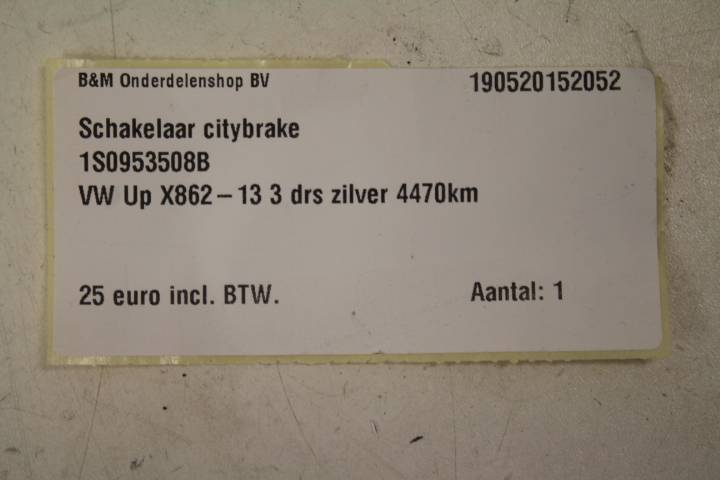 B&M Onderdelenshop BV 190520152052
Schakelaar citybrake
1S0953508B
VW Up X862-13 3 drs zilver 4470km
25 euro incl. BTW. Aantal: 1